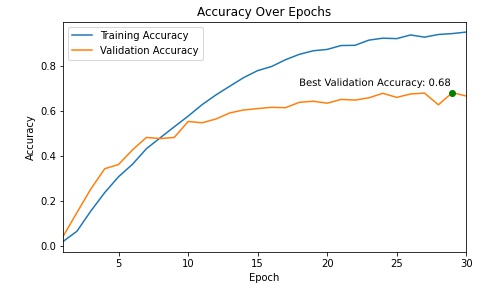 Accuracy Over Epochs
Training Accuracy
Validation Accuracy
Best Validation Accuracy: 0.68
Accuracy
0.8
0.6
0.4
0.2
0.0
5 10 15 20 25 30
Epoch